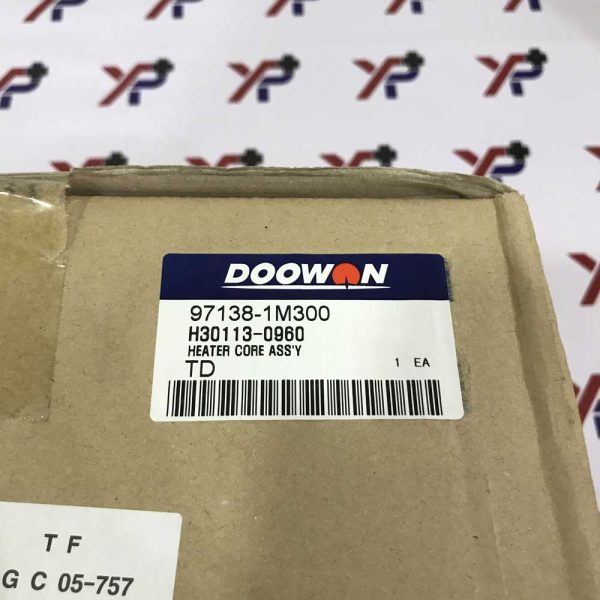 DOOWON
97138-1M300
H30113-0960
HEATER CORE ASS'Y
TD
1 EA
T F
G C 05-757